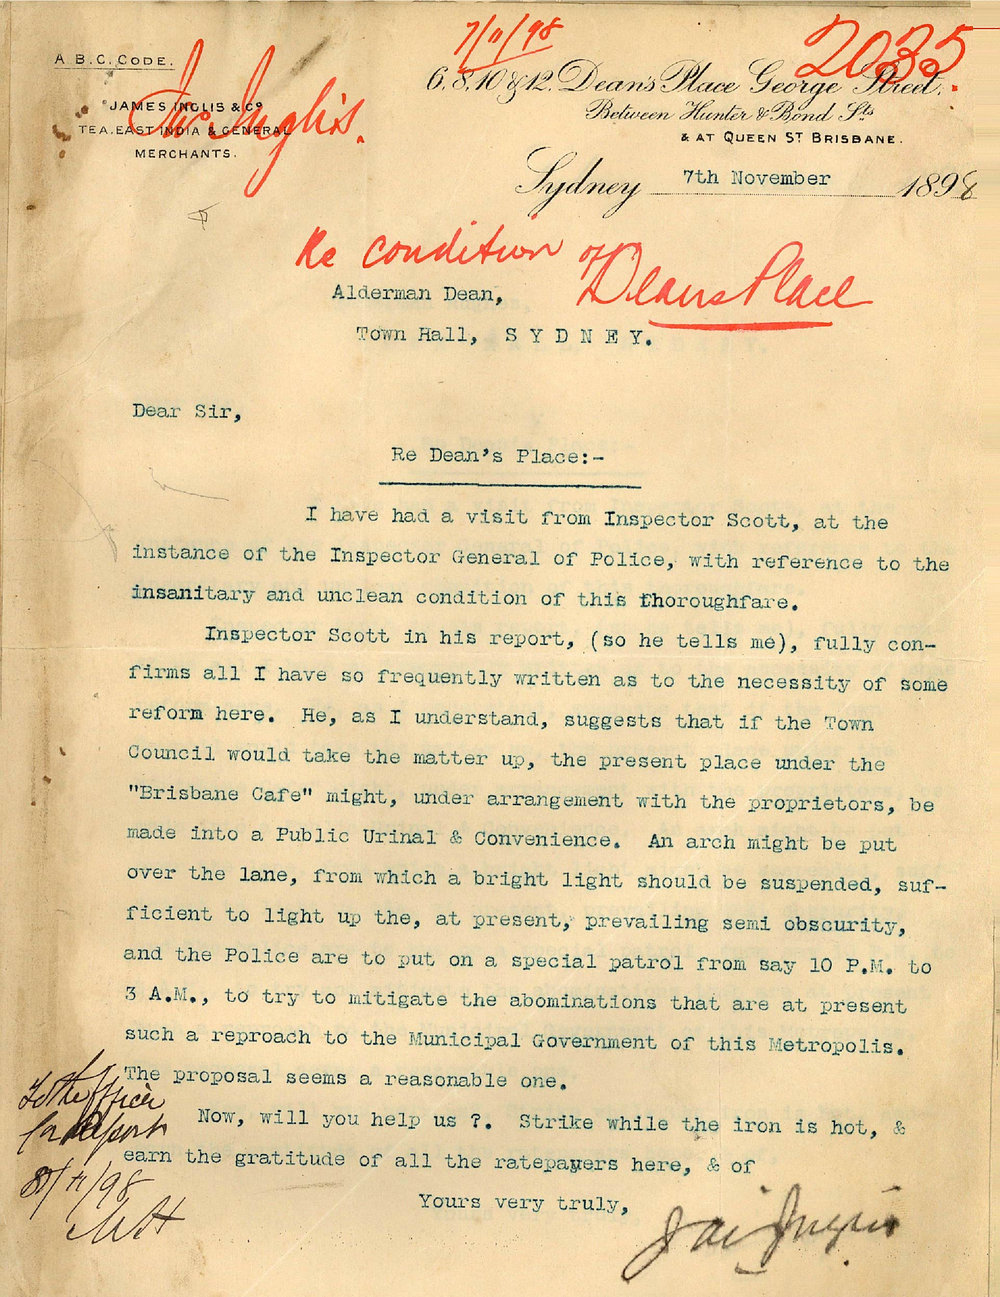 7/11/98
2035
A.B.C. CODE.
6, 8, 10 & 12. Dean's Place George Street.
JAMES INGLIS & Co
Between Hunter & Bond Sts
TEA, EAST INDIA & GENERAL
MERCHANTS.
& AT QUEEN ST BRISBANE.
Inglis.
Sydney 7th November 1898
Re condition of Deans Place
Alderman Dean,
Town Hall, S Y D N E Y.
Dear Sir,
Re Dean's Place:-
I have had a visit from Inspector Scott, at the
instance of the Inspector General of Police, with reference to the
insanitary and unclean condition of this thoroughfare.
Inspector Scott in his report, (so he tells me), fully con-
firms all I have so frequently written as to the necessity of some
reform here. He, as I understand, suggests that if the Town
Council would take the matter up, the present place under the
"Brisbane Cafe" might, under arrangement with the proprietors, be
made into a Public Urinal & Convenience. An arch might be put
over the lane, from which a bright light should be suspended, suf-
ficient to light up the, at present, prevailing semi obscurity,
and the Police are to put on a special patrol from say 10 P.M. to
3 A.M., to try to mitigate the abominations that are at present
such a reproach to the Municipal Government of this Metropolis.
The proposal seems a reasonable one.
Now, will you help us ?. Strike while the iron is hot, &
earn the gratitude of all the ratepayers here, & of
Yours very truly,
Jas Inglis
To the Officer
for Report
8/11/98